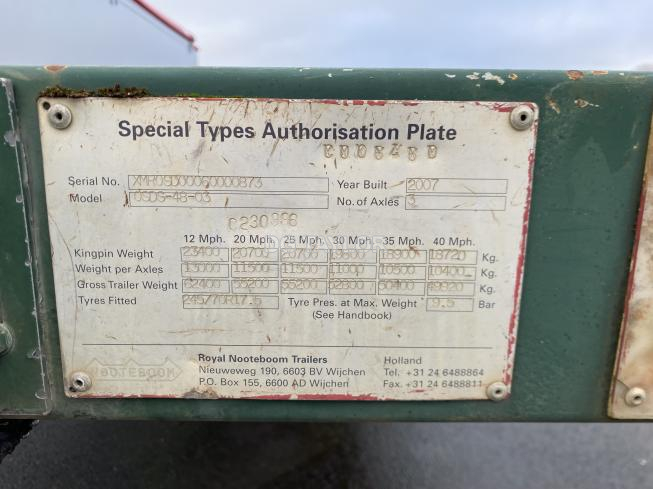 Special Types Authorisation Plate
Serial No. XMR0SD00060000873 Year Built 2007
Model OSDS-48-03 No. of Axles 3
C230886
12 Mph. 20 Mph. 25 Mph. 30 Mph. 35 Mph. 40 Mph.
Kingpin Weight 23400 20700 20700 19800 18900 18720 Kg.
Weight per Axles 13000 11500 11500 11000 10500 10400 Kg.
Gross Trailer Weight 62400 55200 55200 52800 50400 49920 Kg.
Tyres Fitted 245/70R17.5 Tyre Pres. at Max. Weight 9.5 Bar
(See Handbook)
NOOTEBOOM
Royal Nooteboom Trailers Holland
Nieuweweg 190, 6603 BV Wijchen Tel. +31 24 6488864
P.O. Box 155, 6600 AD Wijchen Fax. +31 24 6488811